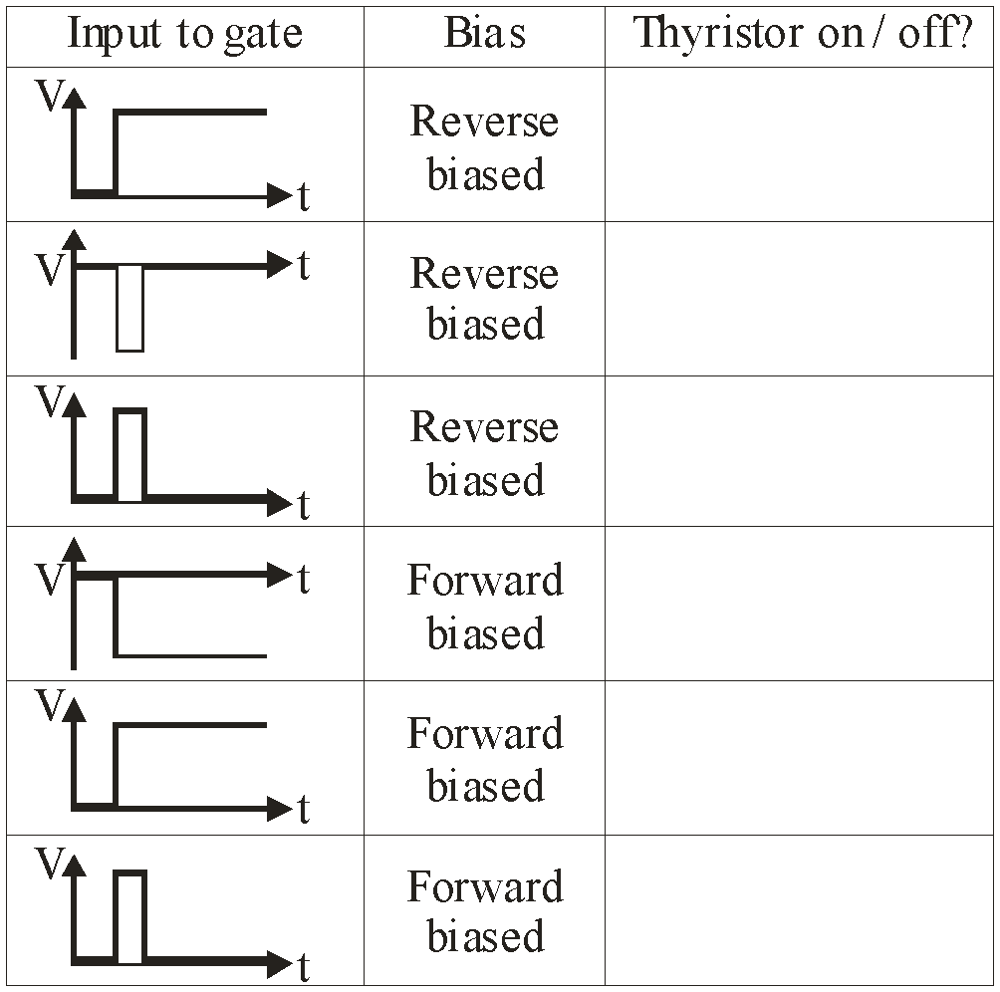 Input to gate
Bias
Thyristor on / off?
V
t
Reverse
biased
V
t
Reverse
biased
V
t
Reverse
biased
V
t
Forward
biased
V
t
Forward
biased
V
t
Forward
biased